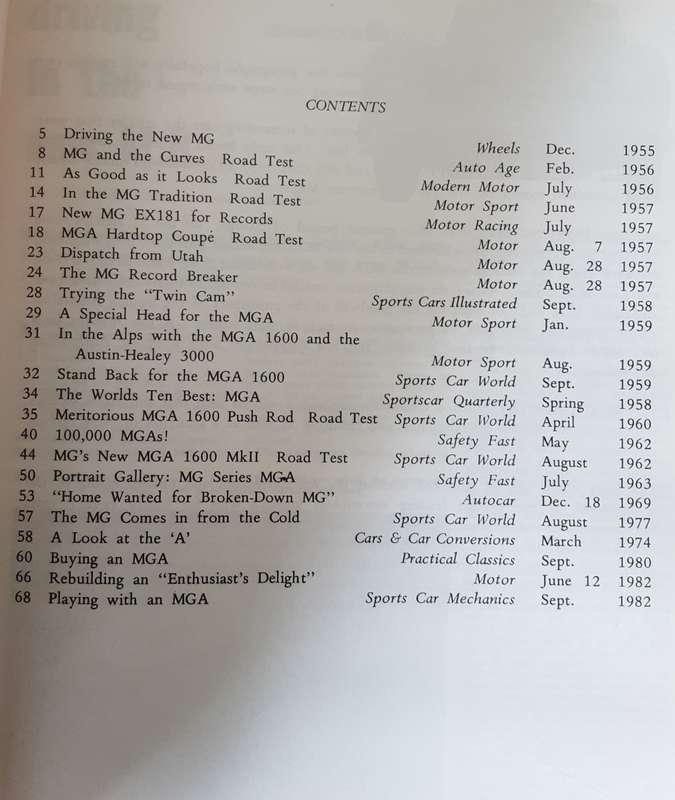 CONTENTS
5 Driving the New MG Wheels Dec. 1955
8 MG and the Curves Road Test Auto Age Feb. 1956
11 As Good as it Looks Road Test Modern Motor July 1956
14 In the MG Tradition Road Test Motor Sport June 1957
17 New MG EX181 for Records Motor Racing July 1957
18 MGA Hardtop Coupé Road Test Motor Aug. 7 1957
23 Dispatch from Utah Motor Aug. 28 1957
24 The MG Record Breaker Motor Aug. 28 1957
28 Trying the “Twin Cam” Sports Cars Illustrated Sept. 1958
29 A Special Head for the MGA Motor Sport Jan. 1959
31 In the Alps with the MGA 1600 and the
Austin-Healey 3000 Motor Sport Aug. 1959
32 Stand Back for the MGA 1600 Sports Car World Sept. 1959
34 The Worlds Ten Best: MGA Sportscar Quarterly Spring 1958
35 Meritorious MGA 1600 Push Rod Road Test Sports Car World April 1960
40 100,000 MGAs! Safety Fast May 1962
44 MG's New MGA 1600 MkII Road Test Sports Car World August 1962
50 Portrait Gallery: MG Series MGA Safety Fast July 1963
53 “Home Wanted for Broken-Down MG” Autocar Dec. 18 1969
57 The MG Comes in from the Cold Sports Car World August 1977
58 A Look at the ‘A’ Cars & Car Conversions March 1974
60 Buying an MGA Practical Classics Sept. 1980
66 Rebuilding an “Enthusiast's Delight” Motor June 12 1982
68 Playing with an MGA Sports Car Mechanics Sept. 1982